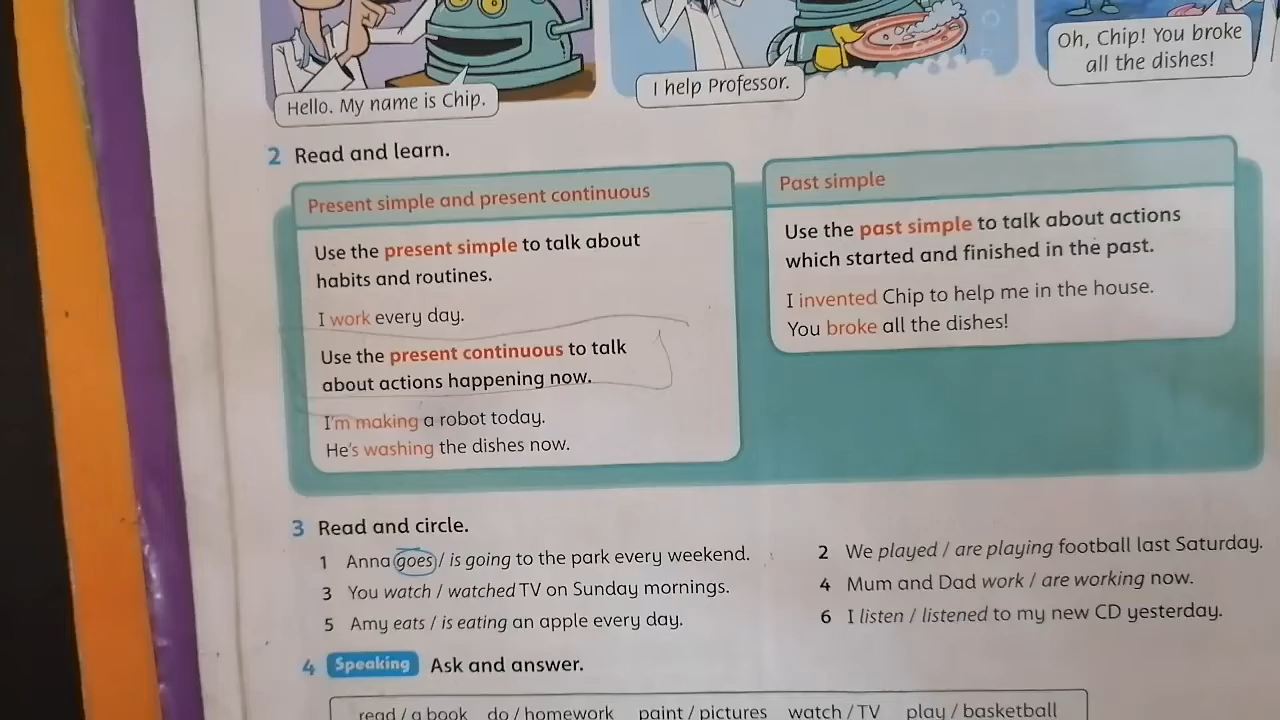 Hello. My name is Chip.
I help Professor.
Oh, Chip! You broke
all the dishes!
2 Read and learn.
Present simple and present continuous
Use the present simple to talk about
habits and routines.
I work every day.
Use the present continuous to talk
about actions happening now.
I'm making a robot today.
He's washing the dishes now.
Past simple
Use the past simple to talk about actions
which started and finished in the past.
I invented Chip to help me in the house.
You broke all the dishes!
3 Read and circle.
1 Anna goes / is going to the park every weekend.
2 We played / are playing football last Saturday.
3 You watch / watched TV on Sunday mornings.
4 Mum and Dad work / are working now.
5 Amy eats / is eating an apple every day.
6 I listen / listened to my new CD yesterday.
4 Speaking Ask and answer.
read / a book do / homework paint / pictures watch / TV play / basketball